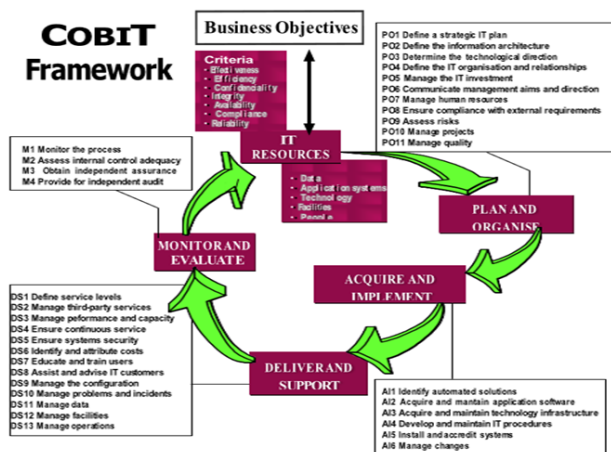 COBIT
Framework
Business Objectives
Criteria
• Effectiveness
• Efficiency
• Confidenciality
• Integrity
• Availability
• Compliance
• Reliability
IT
RESOURCES
• Data
• Application systems
• Technology
• Facilities
• People
PO1 Define a strategic IT plan
PO2 Define the information architecture
PO3 Determine the technological direction
PO4 Define the IT organisation and relationships
PO5 Manage the IT investment
PO6 Communicate management aims and direction
PO7 Manage human resources
PO8 Ensure compliance with external requirements
PO9 Assess risks
PO10 Manage projects
PO11 Manage quality
PLAN AND
ORGANISE
ACQUIRE AND
IMPLEMENT
AI1 Identify automated solutions
AI2 Acquire and mantain application software
AI3 Acquire and maintain technology infrastructure
AI4 Develop and maintain IT procedures
AI5 Install and accredit systems
AI6 Manage changes
DELIVER AND
SUPPORT
DS1 Define service levels
DS2 Manage third-party services
DS3 Manage peformance and capacity
DS4 Ensure continuous service
DS5 Ensure systems security
DS6 Identify and attribute costs
DS7 Educate and train users
DS8 Assist and advise IT customers
DS9 Manage the configuration
DS10 Manage problems and incidents
DS11 Manage data
DS12 Manage facilities
DS13 Manage operations
MONITOR AND
EVALUATE
M1 Monitor the process
M2 Assess internal control adequacy
M3 Obtain independent assurance
M4 Provide for independent audit